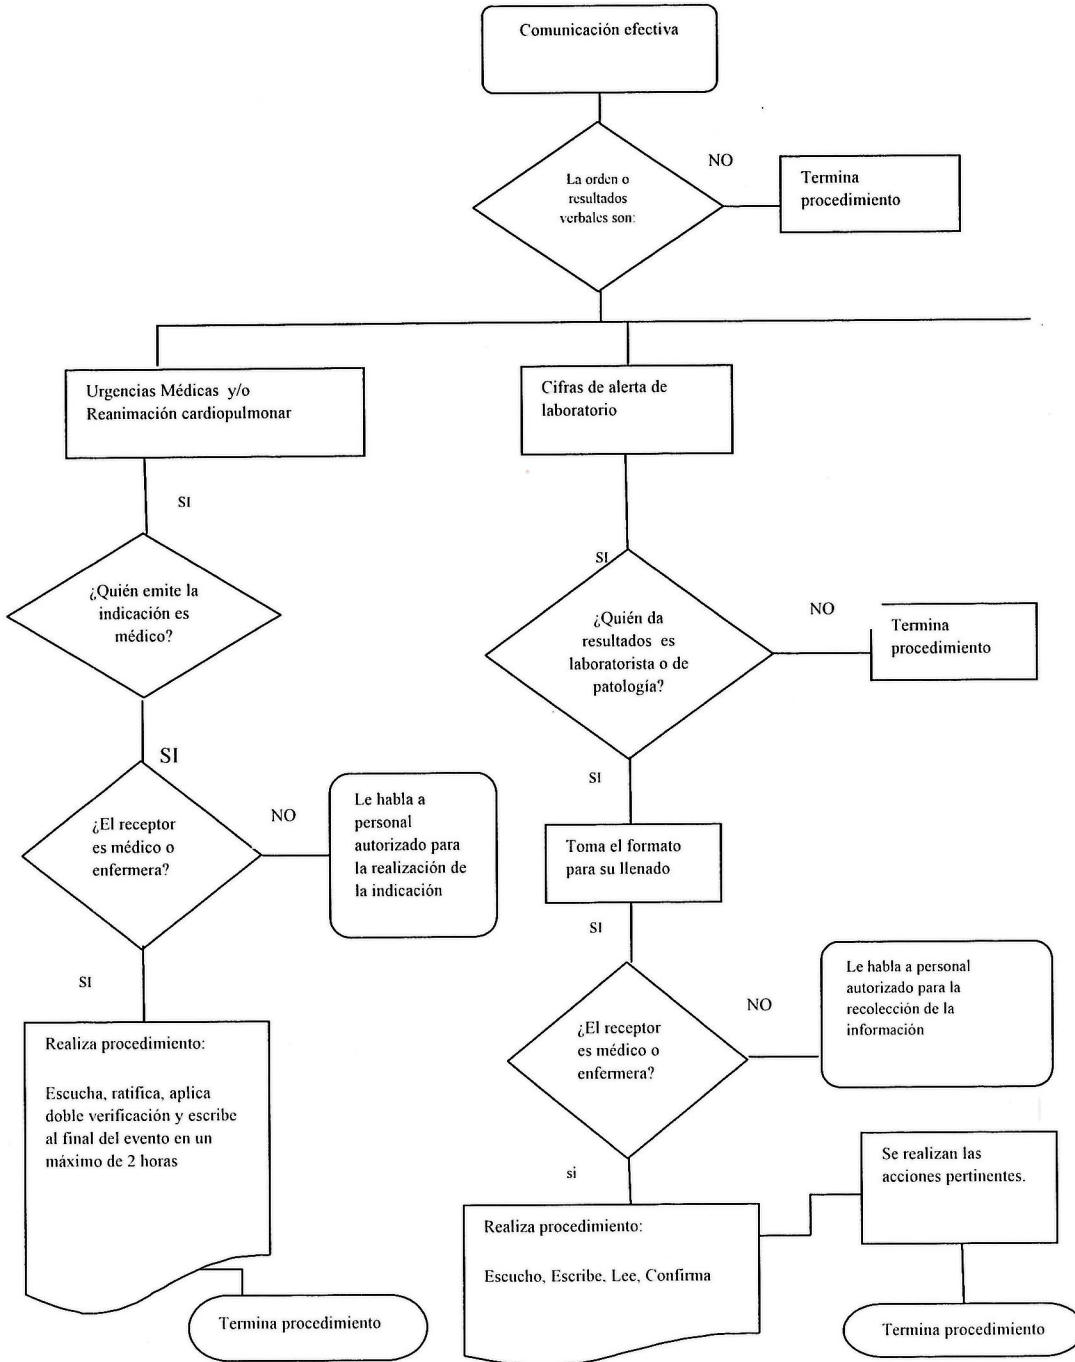 Comunicación efectiva
La orden o
resultados
verbales son:
NO
Termina
procedimiento
Urgencias Médicas y/o
Reanimación cardiopulmonar
SI
¿Quién emite la
indicación es
médico?
SI
¿El receptor
es médico o
enfermera?
NO
Le habla a
personal
autorizado para
la realización de
la indicación
SI
Realiza procedimiento:
Escucha, ratifica, aplica
doble verificación y escribe
al final del evento en un
máximo de 2 horas
Termina procedimiento
Cifras de alerta de
laboratorio
SI
¿Quién da
resultados es
laboratorista o de
patología?
NO
Termina
procedimiento
SI
Toma el formato
para su llenado
SI
¿El receptor
es médico o
enfermera?
NO
Le habla a personal
autorizado para la
recolección de la
información
si
Realiza procedimiento:
Escucho, Escribe, Lee, Confirma
Se realizan las
acciones pertinentes.
Termina procedimiento